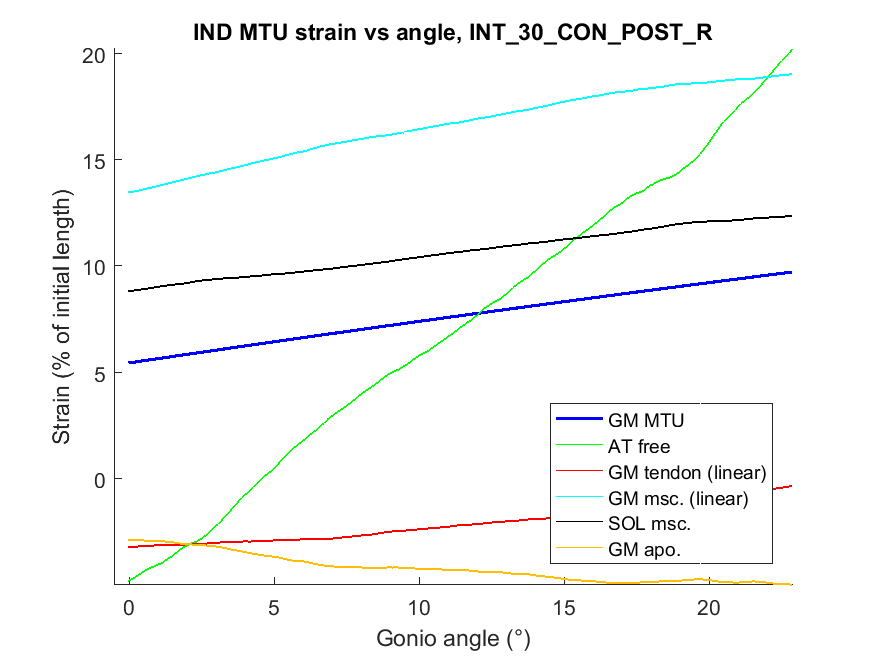 IND MTU strain vs angle, INT_30_CON_POST_R
20
15
10
5
0
Strain (% of initial length)
GM MTU
AT free
GM tendon (linear)
GM msc. (linear)
SOL msc.
GM apo.
0 5 10 15 20
Gonio angle (°)